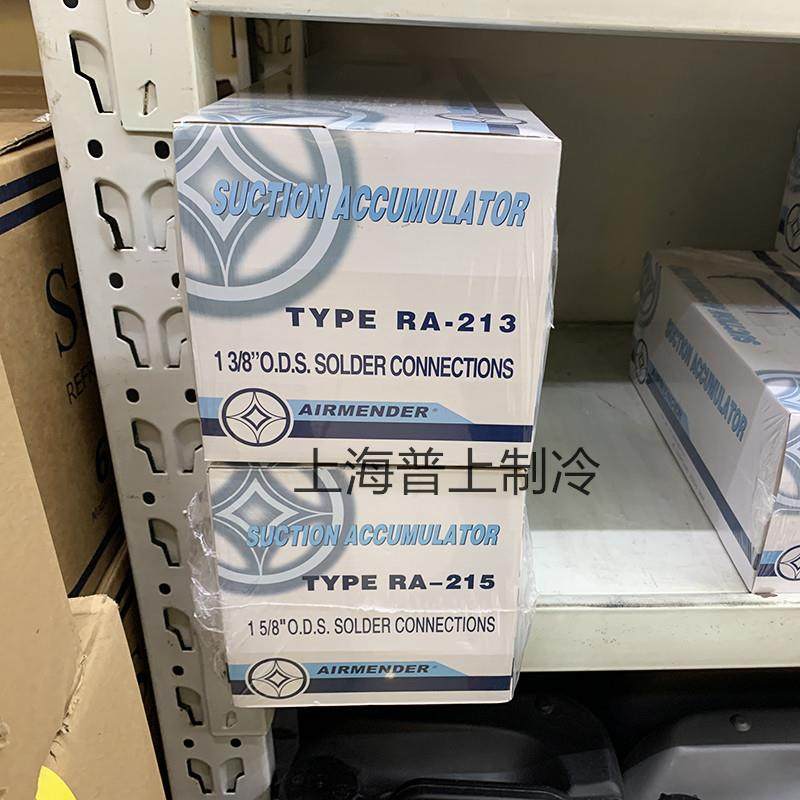 SUCTION ACCUMULATOR
TYPE RA-213
1 3/8"O.D.S. SOLDER CONNECTIONS
AIRMENDER®
上海普上制冷
SUCTION ACCUMULATOR
TYPE RA-215
1 5/8"O.D.S. SOLDER CONNECTIONS
AIRMENDER®
SUCTION ACCUMULATOR